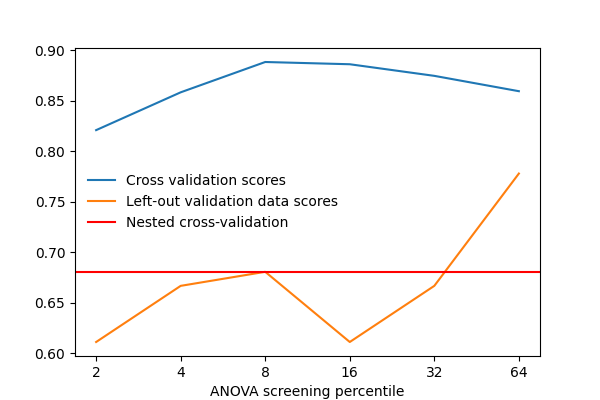 0.90
0.85
0.80
0.75
0.70
0.65
0.60
Cross validation scores
Left-out validation data scores
Nested cross-validation
2 4 8 16 32 64
ANOVA screening percentile